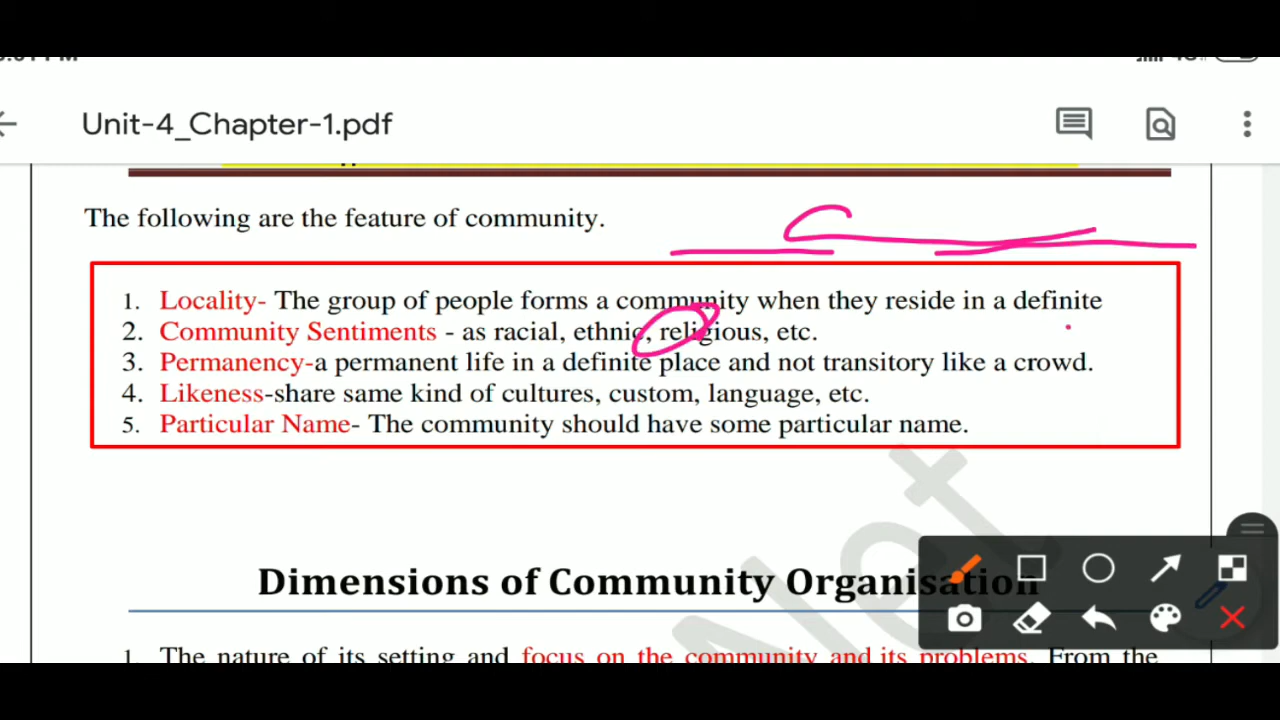 Unit-4_Chapter-1.pdf
The following are the feature of community.
1. Locality- The group of people forms a community when they reside in a definite
2. Community Sentiments - as racial, ethnic, religious, etc.
3. Permanency-a permanent life in a definite place and not transitory like a crowd.
4. Likeness-share same kind of cultures, custom, language, etc.
5. Particular Name- The community should have some particular name.
Dimensions of Community Organisation
1. The nature of its setting and focus on the community and its problems. From the